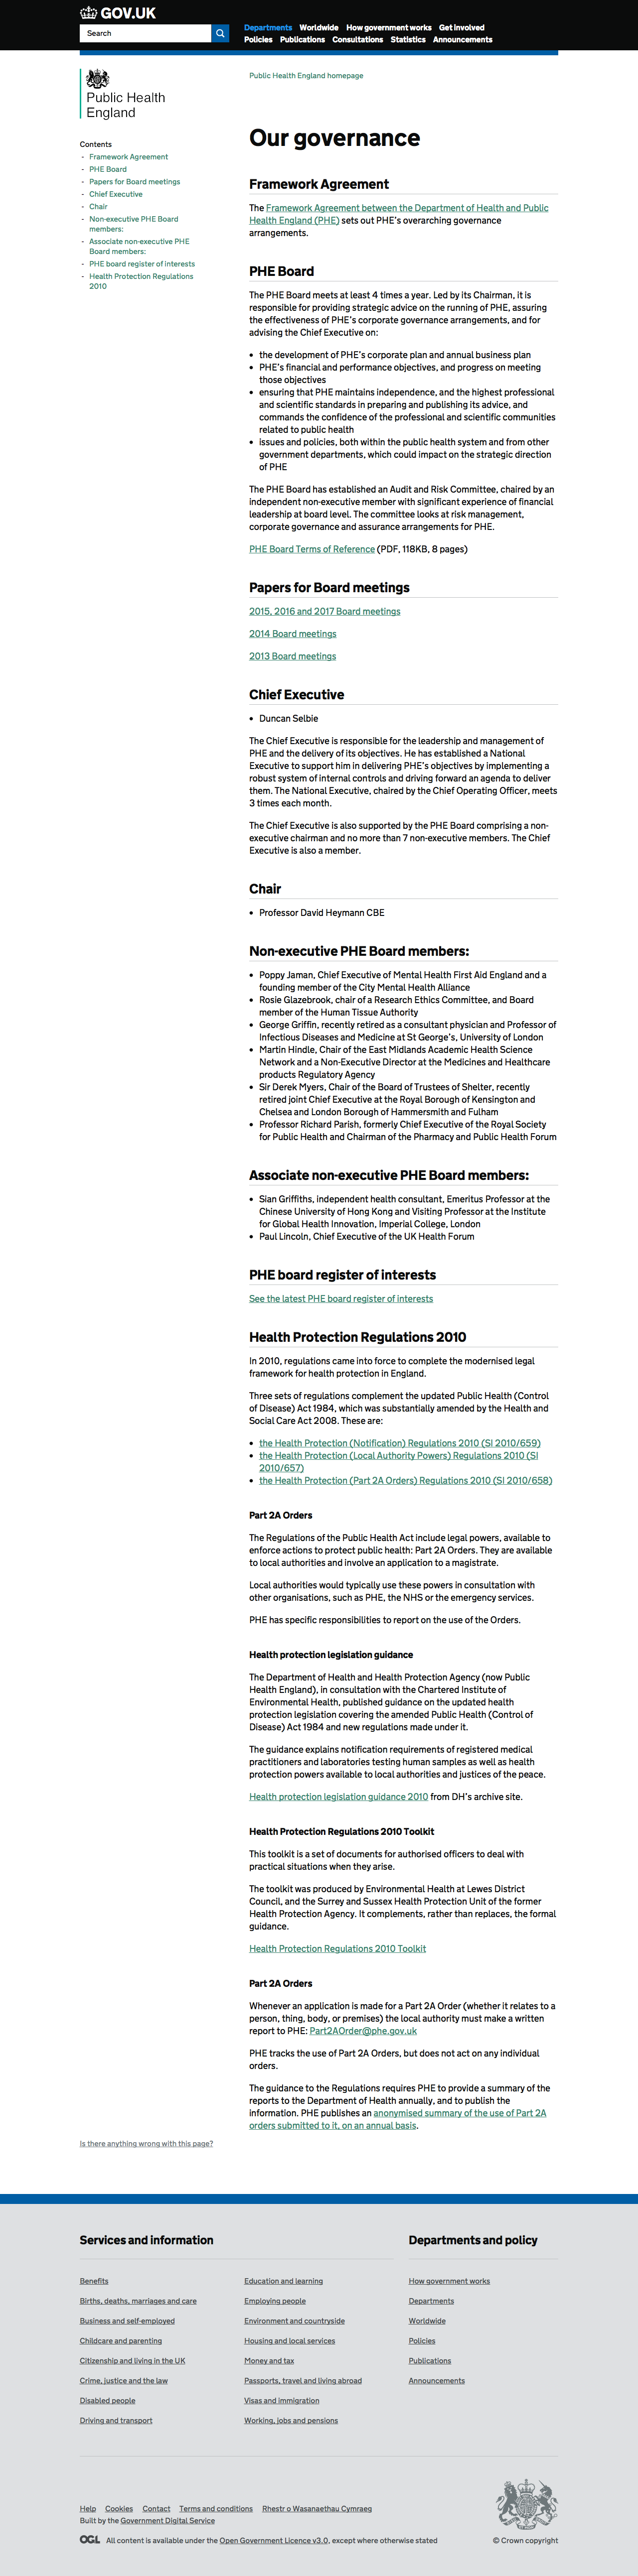 GOV.UK
Search
Departments Worldwide How government works Get involved
Policies Publications Consultations Statistics Announcements
Public Health
England
Public Health England homepage
Our governance
Contents
- Framework Agreement
- PHE Board
- Papers for Board meetings
- Chief Executive
- Chair
- Non-executive PHE Board
members:
- Associate non-executive PHE
Board members:
- PHE board register of interests
- Health Protection Regulations
2010
Framework Agreement
The Framework Agreement between the Department of Health and Public
Health England (PHE) sets out PHE's overarching governance
arrangements.
PHE Board
The PHE Board meets at least 4 times a year. Led by its Chairman, it is
responsible for providing strategic advice on the running of PHE, assuring
the effectiveness of PHE's corporate governance arrangements, and for
advising the Chief Executive on:
• the development of PHE's corporate plan and annual business plan
• PHE's financial and performance objectives, and progress on meeting
those objectives
• ensuring that PHE maintains independence, and the highest professional
and scientific standards in preparing and publishing its advice, and
commands the confidence of the professional and scientific communities
related to public health
• issues and policies, both within the public health system and from other
government departments, which could impact on the strategic direction
of PHE
The PHE Board has established an Audit and Risk Committee, chaired by an
independent non-executive member with significant experience of financial
leadership at board level. The committee looks at risk management,
corporate governance and assurance arrangements for PHE.
PHE Board Terms of Reference (PDF, 118KB, 8 pages)
Papers for Board meetings
2015, 2016 and 2017 Board meetings
2014 Board meetings
2013 Board meetings
Chief Executive
• Duncan Selbie
The Chief Executive is responsible for the leadership and management of
PHE and the delivery of its objectives. He has established a National
Executive to support him in delivering PHE's objectives by implementing a
robust system of internal controls and driving forward an agenda to deliver
them. The National Executive, chaired by the Chief Operating Officer, meets
3 times each month.
The Chief Executive is also supported by the PHE Board comprising a non-
executive chairman and no more than 7 non-executive members. The Chief
Executive is also a member.
Chair
• Professor David Heymann CBE
Non-executive PHE Board members:
• Poppy Jaman, Chief Executive of Mental Health First Aid England and a
founding member of the City Mental Health Alliance
• Rosie Glazebrook, chair of a Research Ethics Committee, and Board
member of the Human Tissue Authority
• George Griffin, recently retired as a consultant physician and Professor of
Infectious Diseases and Medicine at St George's, University of London
• Martin Hindle, Chair of the East Midlands Academic Health Science
Network and a Non-Executive Director at the Medicines and Healthcare
products Regulatory Agency
• Sir Derek Myers, Chair of the Board of Trustees of Shelter, recently
retired joint Chief Executive at the Royal Borough of Kensington and
Chelsea and London Borough of Hammersmith and Fulham
• Professor Richard Parish, formerly Chief Executive of the Royal Society
for Public Health and Chairman of the Pharmacy and Public Health Forum
Associate non-executive PHE Board members:
• Sian Griffiths, independent health consultant, Emeritus Professor at the
Chinese University of Hong Kong and Visiting Professor at the Institute
for Global Health Innovation, Imperial College, London
• Paul Lincoln, Chief Executive of the UK Health Forum
PHE board register of interests
See the latest PHE board register of interests
Health Protection Regulations 2010
In 2010, regulations came into force to complete the modernised legal
framework for health protection in England.
Three sets of regulations complement the updated Public Health (Control
of Disease) Act 1984, which was substantially amended by the Health and
Social Care Act 2008. These are:
• the Health Protection (Notification) Regulations 2010 (SI 2010/659)
• the Health Protection (Local Authority Powers) Regulations 2010 (SI
2010/657)
• the Health Protection (Part 2A Orders) Regulations 2010 (SI 2010/658)
Part 2A Orders
The Regulations of the Public Health Act include legal powers, available to
enforce actions to protect public health: Part 2A Orders. They are available
to local authorities and involve an application to a magistrate.
Local authorities would typically use these powers in consultation with
other organisations, such as PHE, the NHS or the emergency services.
PHE has specific responsibilities to report on the use of the Orders.
Health protection legislation guidance
The Department of Health and Health Protection Agency (now Public
Health England), in consultation with the Chartered Institute of
Environmental Health, published guidance on the updated health
protection legislation covering the amended Public Health (Control of
Disease) Act 1984 and new regulations made under it.
The guidance explains notification requirements of registered medical
practitioners and laboratories testing human samples as well as health
protection powers available to local authorities and justices of the peace.
Health protection legislation guidance 2010 from DH's archive site.
Health Protection Regulations 2010 Toolkit
This toolkit is a set of documents for authorised officers to deal with
practical situations when they arise.
The toolkit was produced by Environmental Health at Lewes District
Council, and the Surrey and Sussex Health Protection Unit of the former
Health Protection Agency. It complements, rather than replaces, the formal
guidance.
Health Protection Regulations 2010 Toolkit
Part 2A Orders
Whenever an application is made for a Part 2A Order (whether it relates to a
person, thing, body, or premises) the local authority must make a written
report to PHE: Part2AOrder@phe.gov.uk
PHE tracks the use of Part 2A Orders, but does not act on any individual
orders.
The guidance to the Regulations requires PHE to provide a summary of the
reports to the Department of Health annually, and to publish the
information. PHE publishes an anonymised summary of the use of Part 2A
orders submitted to it, on an annual basis.
Is there anything wrong with this page?
Services and information
Benefits
Births, deaths, marriages and care
Business and self-employed
Childcare and parenting
Citizenship and living in the UK
Crime, justice and the law
Disabled people
Driving and transport
Education and learning
Employing people
Environment and countryside
Housing and local services
Money and tax
Passports, travel and living abroad
Visas and immigration
Working, jobs and pensions
Departments and policy
How government works
Departments
Worldwide
Policies
Publications
Announcements
Help Cookies Contact Terms and conditions Rhestr o Wasanaethau Cymraeg
Built by the Government Digital Service
OGL All content is available under the Open Government Licence v3.0, except where otherwise stated
© Crown copyright